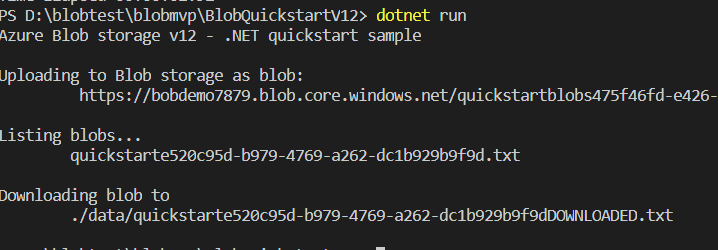 PS D:\blobtest\blobmvp\BlobQuickstartV12> dotnet run
Azure Blob storage v12 - .NET quickstart sample
Uploading to Blob storage as blob:
https://bobdemo7879.blob.core.windows.net/quickstartblobs475f46fd-e426-
Listing blobs...
quickstarte520c95d-b979-4769-a262-dc1b929b9f9d.txt
Downloading blob to
./data/quickstarte520c95d-b979-4769-a262-dc1b929b9f9dDOWNLOADED.txt